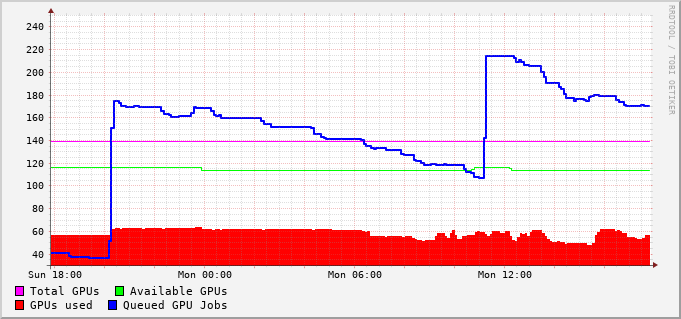 RRDTOOL / TOBI OETIKER
240
220
200
180
160
140
120
100
80
60
40
Sun 18:00 Mon 00:00 Mon 06:00 Mon 12:00
Total GPUs Available GPUs
GPUs used Queued GPU Jobs